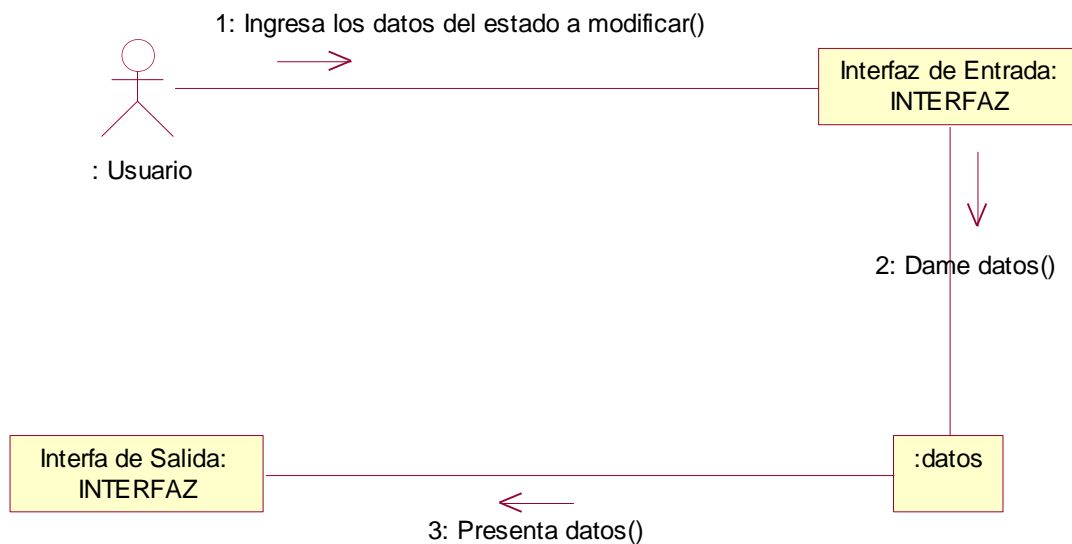 1: Ingresa los datos del estado a modificar()
Interfaz de Entrada:
INTERFAZ
: Usuario
2: Dame datos()
Interfa de Salida:
INTERFAZ
:datos
3: Presenta datos()